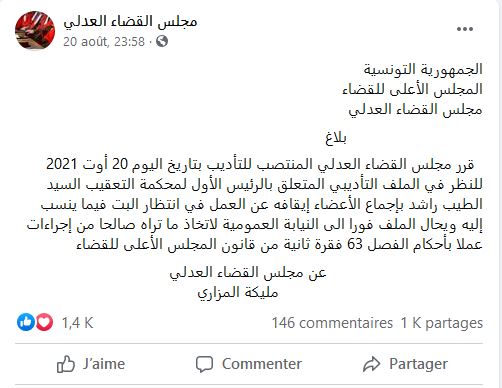 مجلس القضاء العدلي
20 août, 23:58 ·
الجمهورية التونسية
المجلس الأعلى للقضاء
مجلس القضاء العدلي
بلاغ
قرر مجلس القضاء العدلي المنتصب للتأديب بتاريخ اليوم 20 أوت 2021
للنظر في الملف التأديبي المتعلق بالرئيس الأول لمحكمة التعقيب السيد
الطيب راشد بإجماع الأعضاء إيقافه عن العمل في انتظار البت فيما ينسب
إليه ويحال الملف فورا الى النيابة العمومية لاتخاذ ما تراه صالحا من إجراءات
عملا بأحكام الفصل 63 فقرة ثانية من قانون المجلس الأعلى للقضاء
عن مجلس القضاء العدلي
مليكة المزاري
1,4 K 146 commentaires 1 K partages
J’aime Commenter Partager